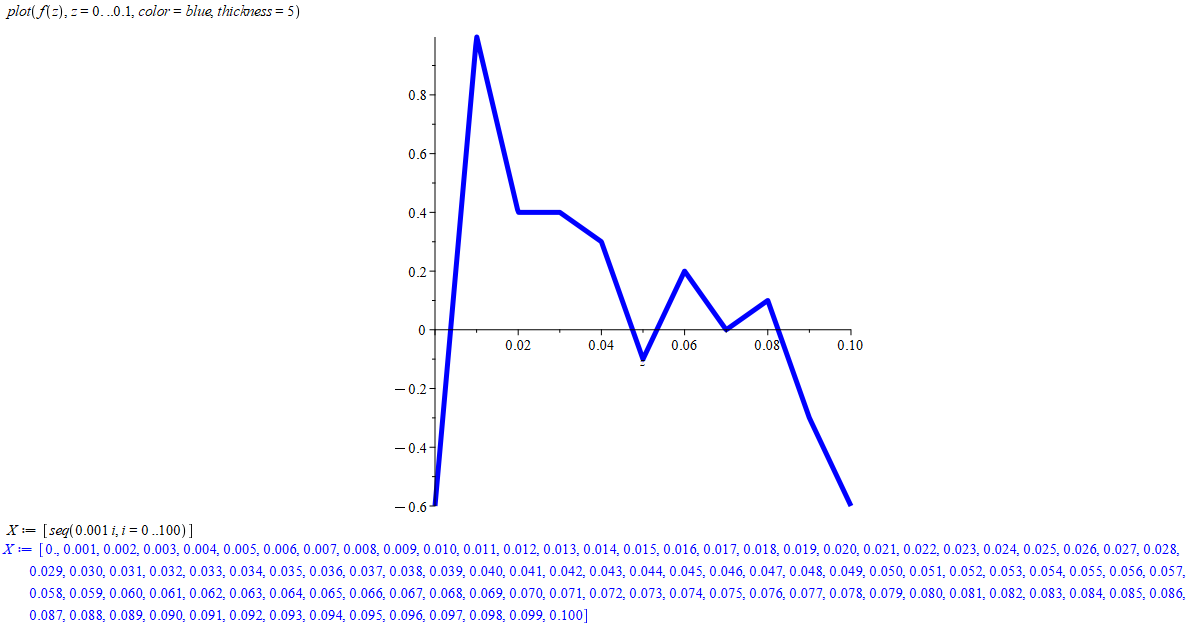 plot(f(z), z = 0. ..0.1, color = blue, thickness = 5)
0.8
0.6
0.4
0.2
0
0.02 0.04 0.06 0.08 0.10
z
−0.2
−0.4
−0.6
X := [seq(0.001 i, i = 0 ..100)]
X := [0., 0.001, 0.002, 0.003, 0.004, 0.005, 0.006, 0.007, 0.008, 0.009, 0.010, 0.011, 0.012, 0.013, 0.014, 0.015, 0.016, 0.017, 0.018, 0.019, 0.020, 0.021, 0.022, 0.023, 0.024, 0.025, 0.026, 0.027, 0.028,
0.029, 0.030, 0.031, 0.032, 0.033, 0.034, 0.035, 0.036, 0.037, 0.038, 0.039, 0.040, 0.041, 0.042, 0.043, 0.044, 0.045, 0.046, 0.047, 0.048, 0.049, 0.050, 0.051, 0.052, 0.053, 0.054, 0.055, 0.056, 0.057,
0.058, 0.059, 0.060, 0.061, 0.062, 0.063, 0.064, 0.065, 0.066, 0.067, 0.068, 0.069, 0.070, 0.071, 0.072, 0.073, 0.074, 0.075, 0.076, 0.077, 0.078, 0.079, 0.080, 0.081, 0.082, 0.083, 0.084, 0.085, 0.086,
0.087, 0.088, 0.089, 0.090, 0.091, 0.092, 0.093, 0.094, 0.095, 0.096, 0.097, 0.098, 0.099, 0.100]